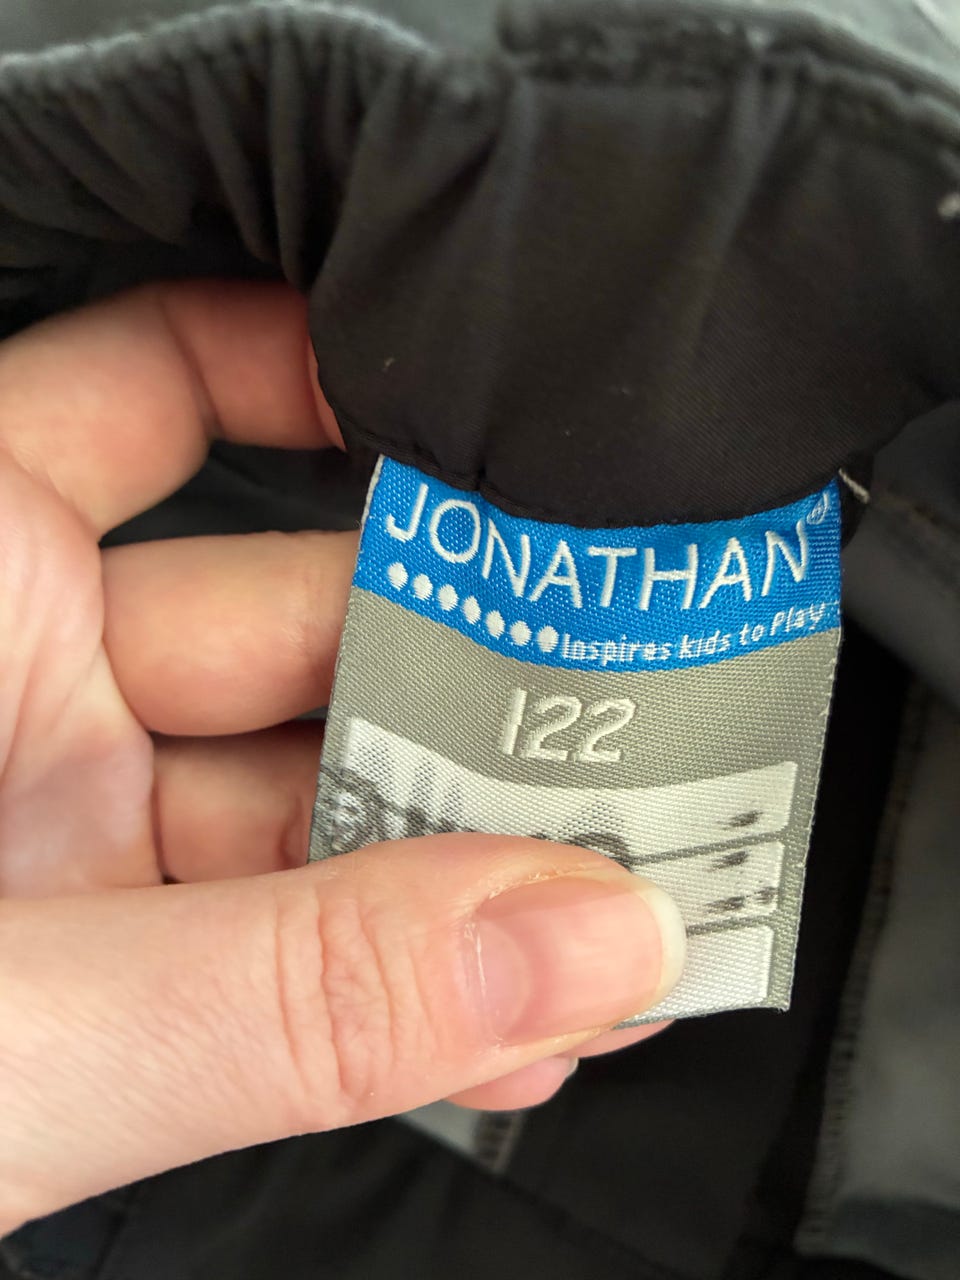 JONATHAN
Inspires kids to Play
122